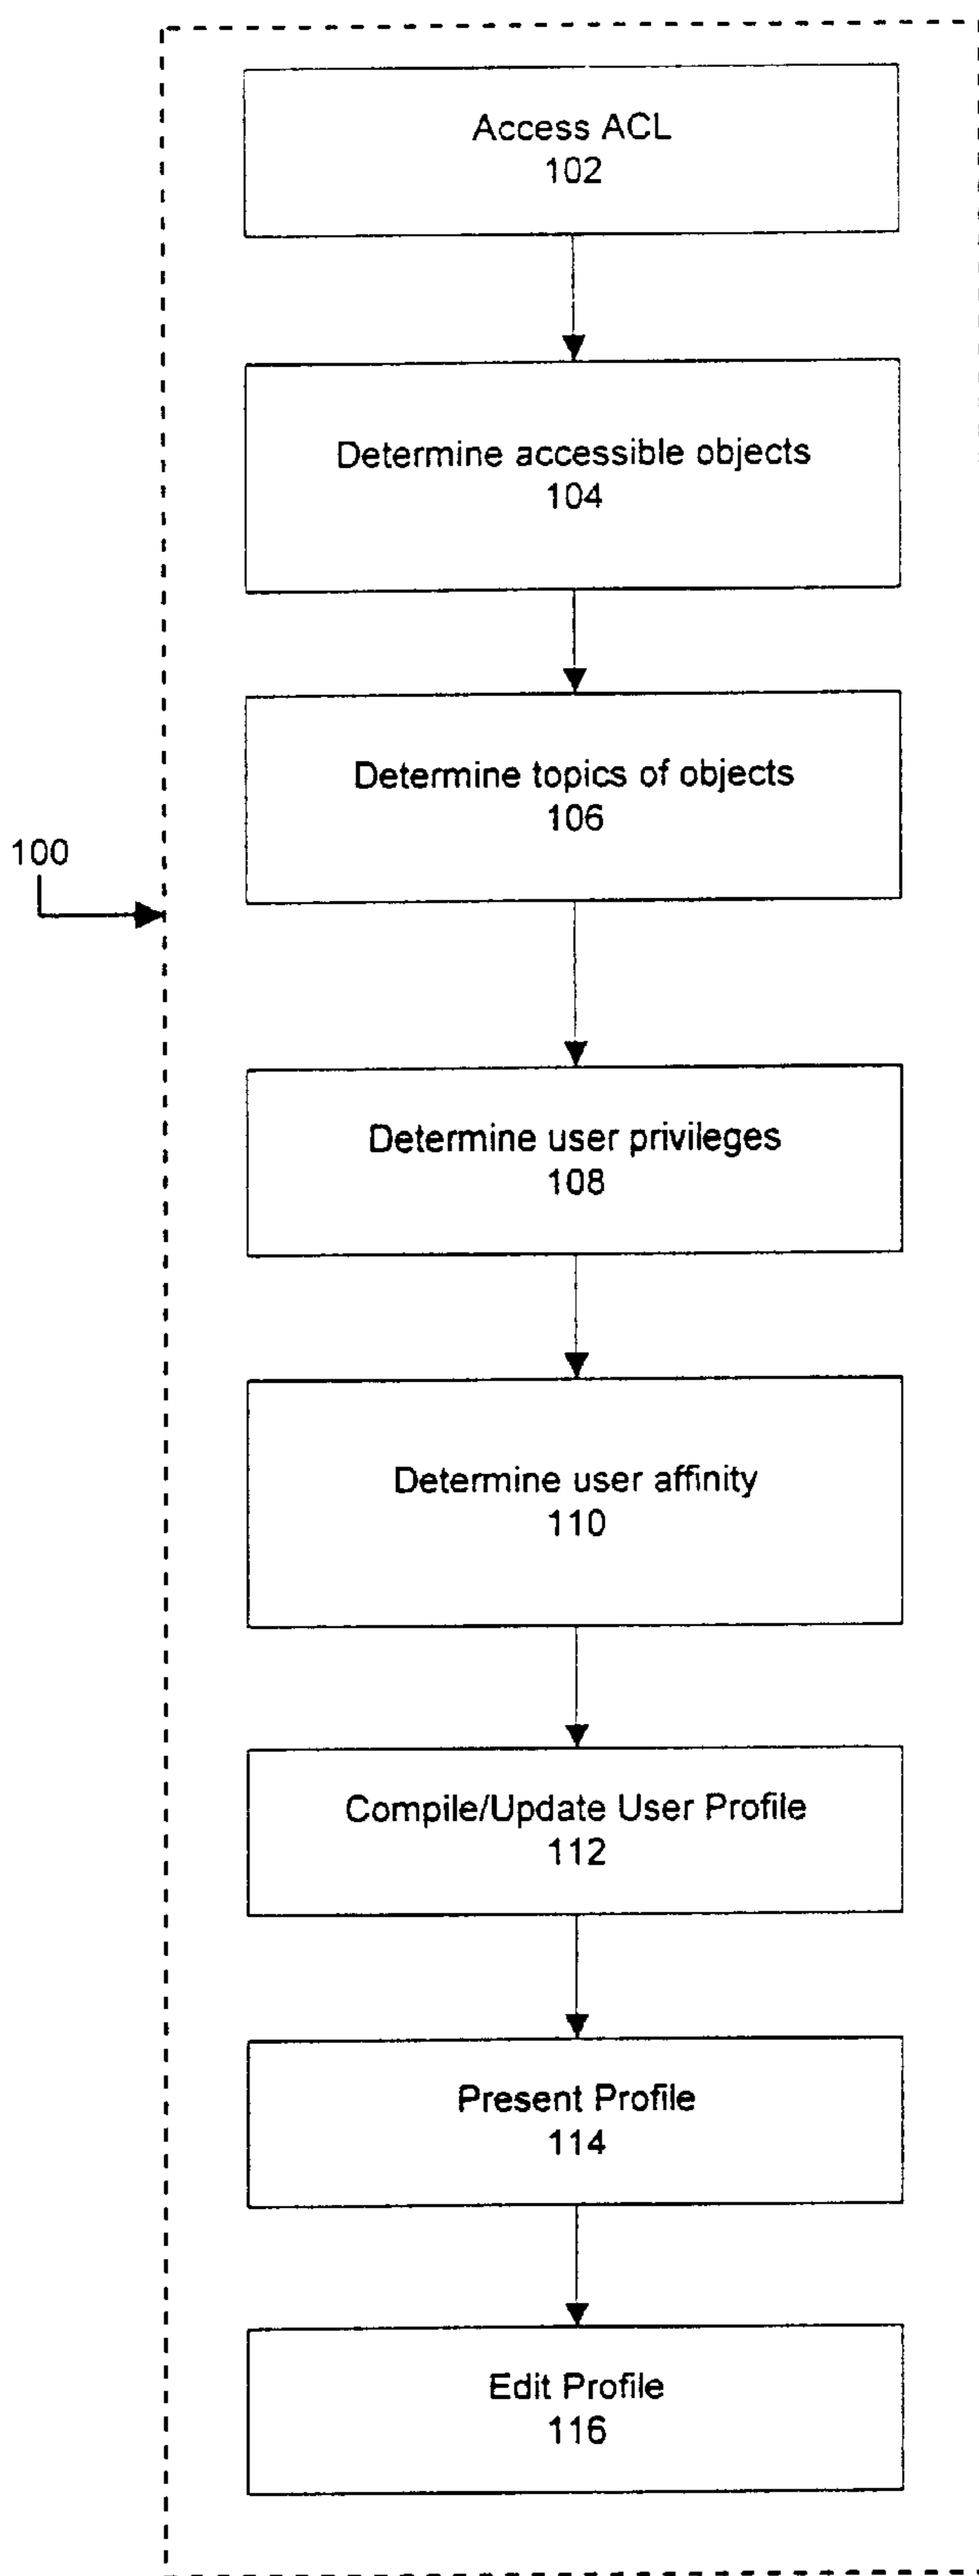 Access ACL
102
Determine accessible objects
104
Determine topics of objects
106
100
Determine user privileges
108
Determine user affinity
110
Compile/Update User Profile
112
Present Profile
114
Edit Profile
116